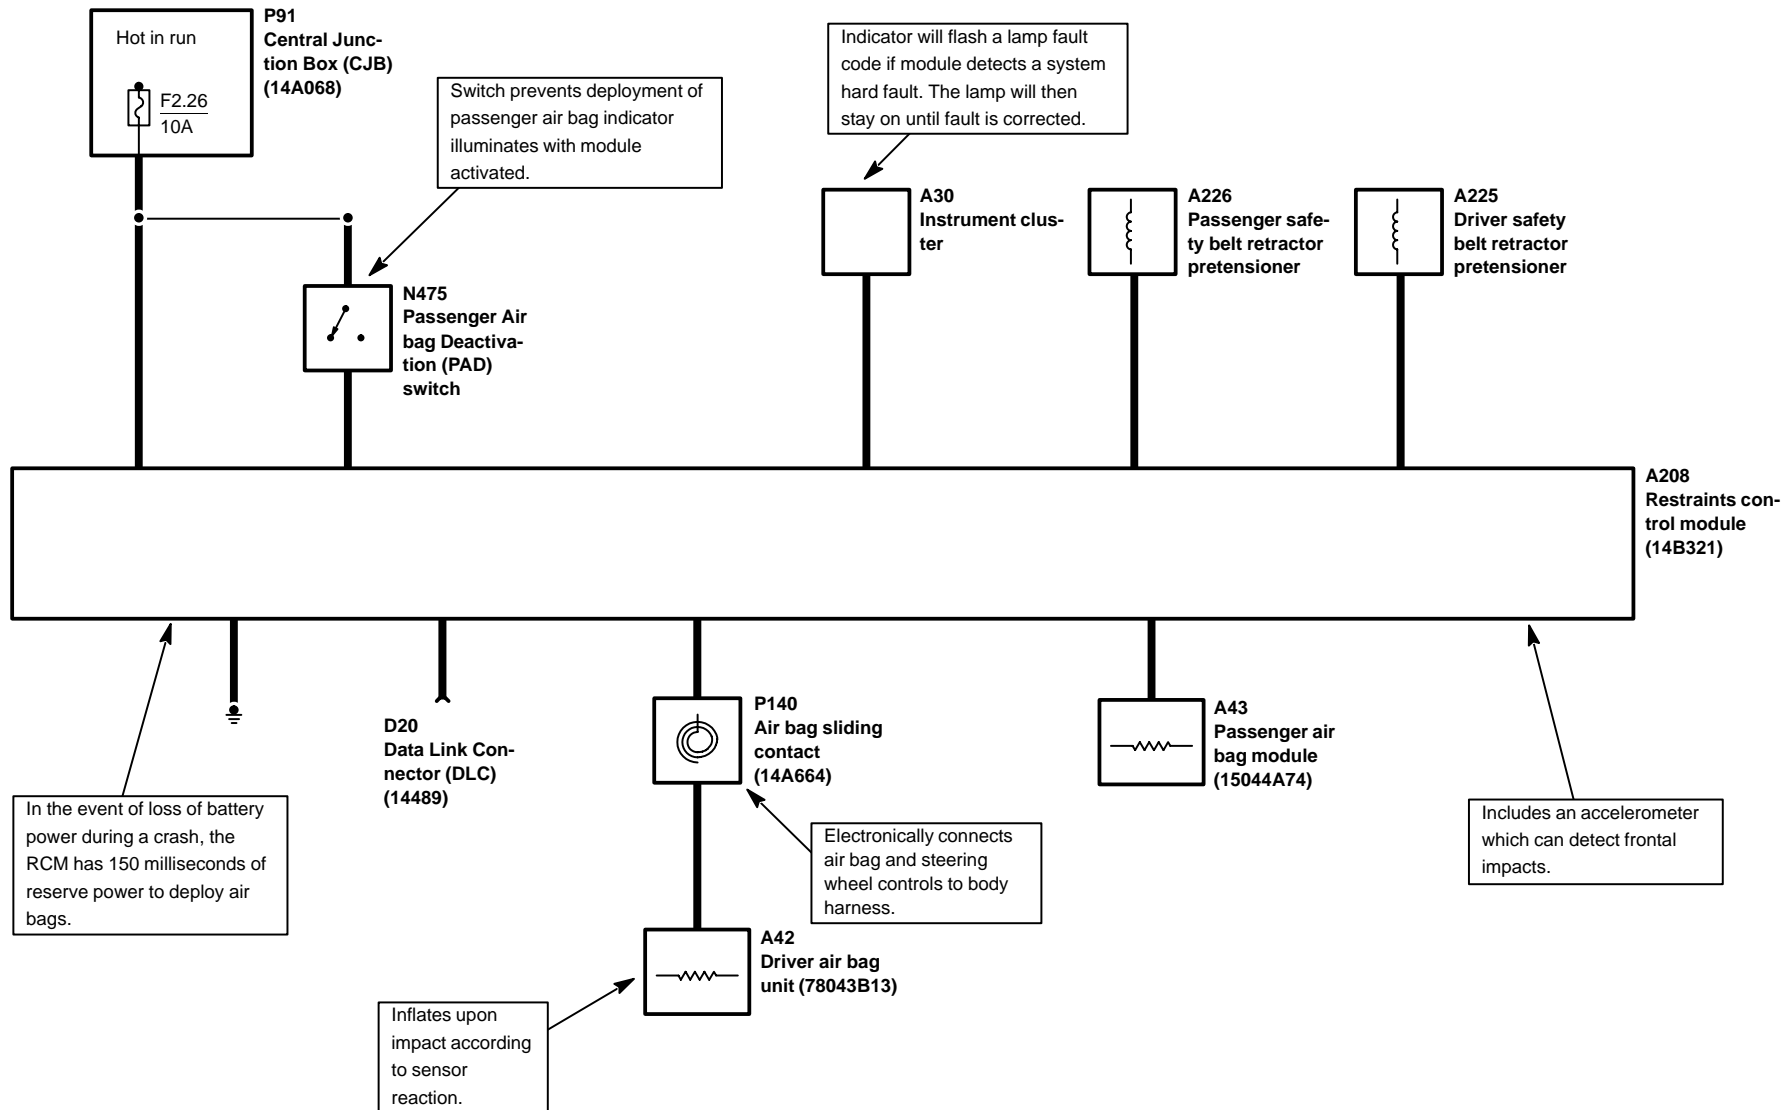 Hot in run
F2.26
10A
P91
Central Junc-
tion Box (CJB)
(14A068)
Switch prevents deployment of
passenger air bag indicator
illuminates with module
activated.
Indicator will flash a lamp fault
code if module detects a system
hard fault. The lamp will then
stay on until fault is corrected.
N475
Passenger Air
bag Deactiva-
tion (PAD)
switch
A30
Instrument clus-
ter
A226
Passenger safe-
ty belt retractor
pretensioner
A225
Driver safety
belt retractor
pretensioner
A208
Restraints con-
trol module
(14B321)
D20
Data Link Con-
nector (DLC)
(14489)
P140
Air bag sliding
contact
(14A664)
A43
Passenger air
bag module
(15044A74)
In the event of loss of battery
power during a crash, the
RCM has 150 milliseconds of
reserve power to deploy air
bags.
Electronically connects
air bag and steering
wheel controls to body
harness.
Includes an accelerometer
which can detect frontal
impacts.
A42
Driver air bag
unit (78043B13)
Inflates upon
impact according
to sensor
reaction.